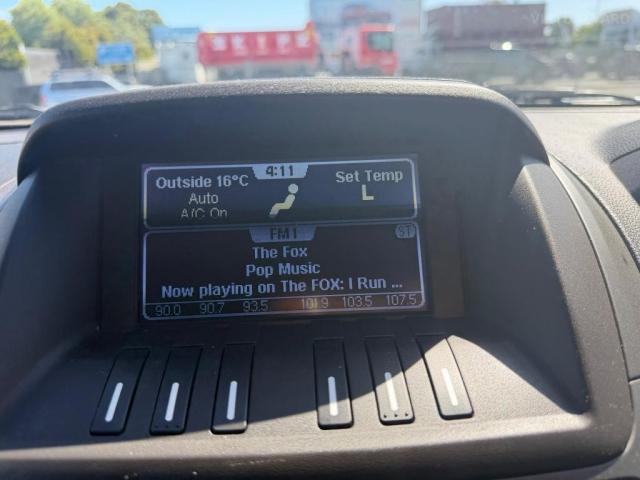 4:11
Outside 16°C
Set Temp
Auto
L
A/C On
FM1
ST
The Fox
Pop Music
Now playing on The FOX: I Run ...
90.0 90.7 93.5 101.9 103.5 107.5